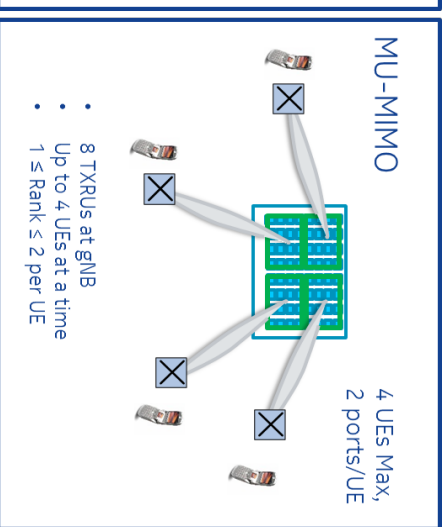 MU-MIMO
4 UEs Max,
2 ports/UE
• 8 TXRUs at gNB
• Up to 4 UEs at a time
• 1 ≤ Rank ≤ 2 per UE